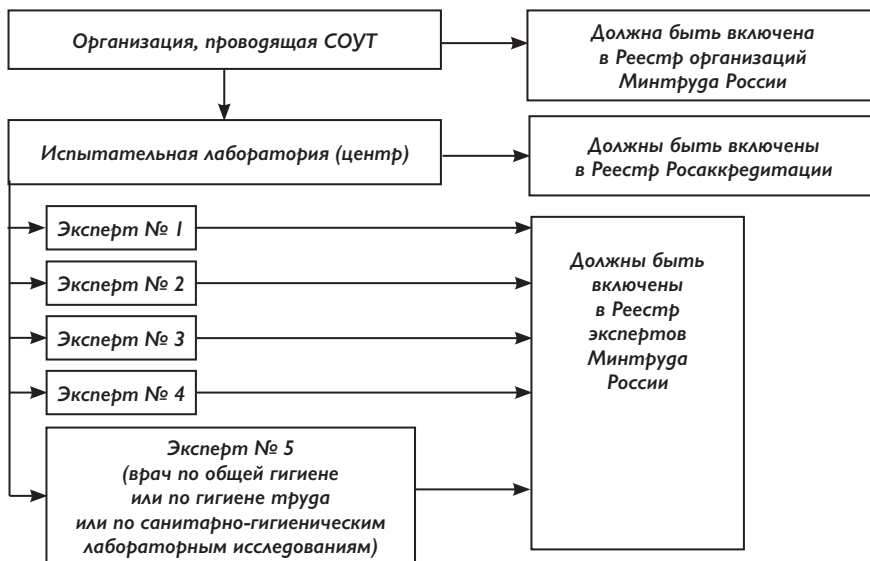 Организация, проводящая СОУТ
Должна быть включена
в Реестр организаций
Минтруда России
Испытательная лаборатория (центр)
Должны быть включены
в Реестр Росаккредитации
Эксперт № 1
Эксперт № 2
Эксперт № 3
Эксперт № 4
Эксперт № 5
(врач по общей гигиене
или по гигиене труда
или по санитарно-гигиеническим
лабораторным исследованиям)
Должны быть
включены
в Реестр
экспертов
Минтруда
России